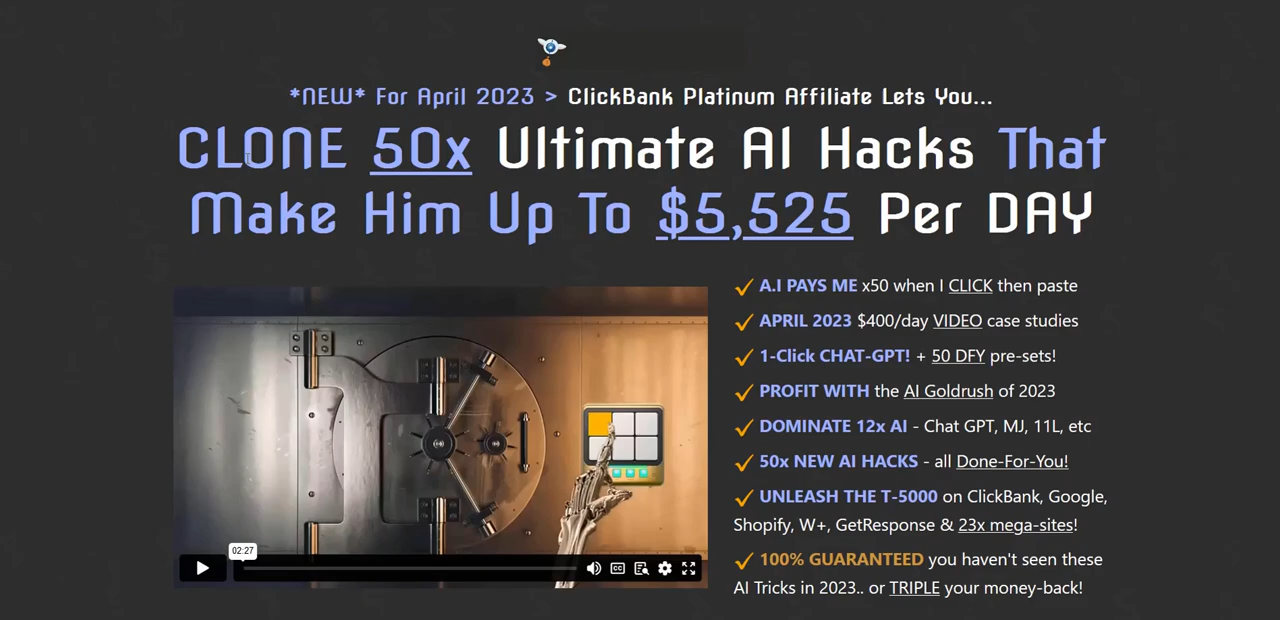 *NEW* For April 2023 > ClickBank Platinum Affiliate Lets You...
CLONE 50x Ultimate AI Hacks That
Make Him Up To $5,525 Per DAY
A.I PAYS ME x50 when I CLICK then paste
APRIL 2023 $400/day VIDEO case studies
1-Click CHAT-GPT! + 50 DFY pre-sets!
PROFIT WITH the AI Goldrush of 2023
DOMINATE 12x AI - Chat GPT, MJ, 11L, etc
50x NEW AI HACKS - all Done-For-You!
UNLEASH THE T-5000 on ClickBank, Google,
Shopify, W+, GetResponse & 23x mega-sites!
100% GUARANTEED you haven't seen these
AI Tricks in 2023.. or TRIPLE your money-back!
02:27
CC